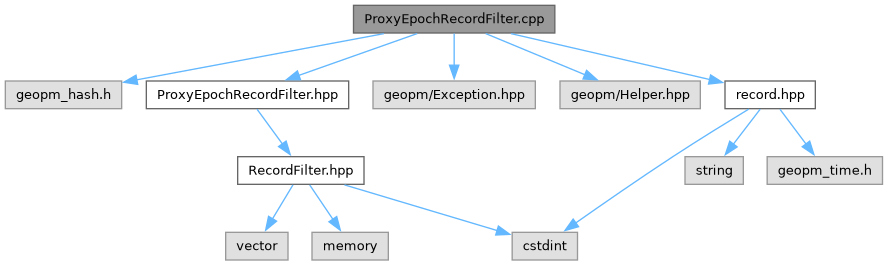 ProxyEpochRecordFilter.cpp
geopm_hash.h
ProxyEpochRecordFilter.hpp
geopm/Exception.hpp
geopm/Helper.hpp
record.hpp
RecordFilter.hpp
string
geopm_time.h
vector
memory
cstdint